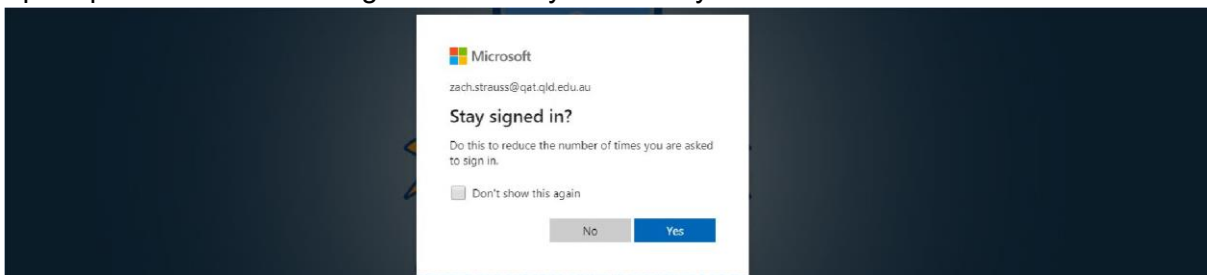 Microsoft
zach.strauss@qat.qld.edu.au
Stay signed in?
Do this to reduce the number of times you are asked
to sign in.
Don't show this again
No Yes